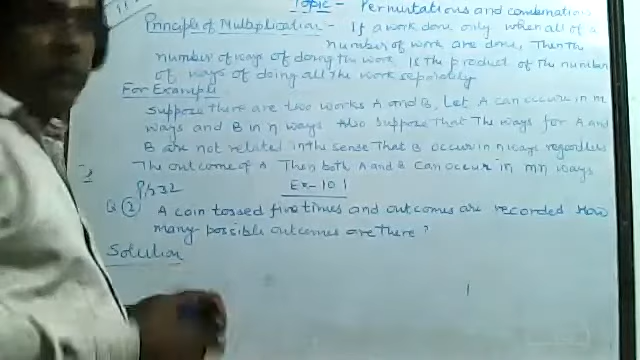 Topic - Permutations and combination
Principle of Multiplication - If a work done only when all of a
number of work are done, Then the
number of ways of doing the work is the product of the number
of ways of doing all the work seperately
For Example
suppose there are two works A and B. Let A can occure in m
ways and B in n ways Also suppose that The ways for A and
B are not related in the sense That B occur in n ways regardless
The outcome of A Then both A and B can occur in mn ways
Ex-10.1
Q ② A coin tossed five times and outcomes are recorded How
many possible outcomes are there?
Solution